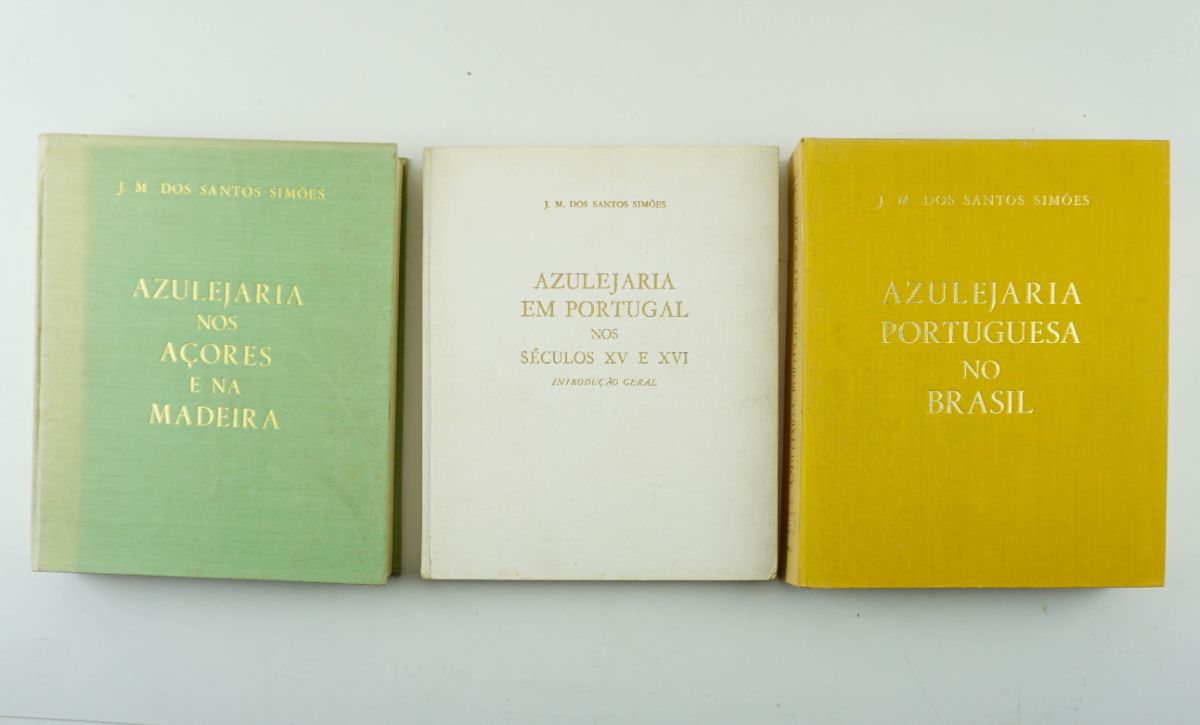 J. M. DOS SANTOS SIMÕES
AZULEJARIA
NOS
AÇORES
E NA
MADEIRA
J. M. DOS SANTOS SIMÕES
AZULEJARIA
EM PORTUGAL
NOS
SÉCULOS XV E XVI
INTRODUÇÃO GERAL
J. M. DOS SANTOS SIMÕES
AZULEJARIA
PORTUGUESA
NO
BRASIL